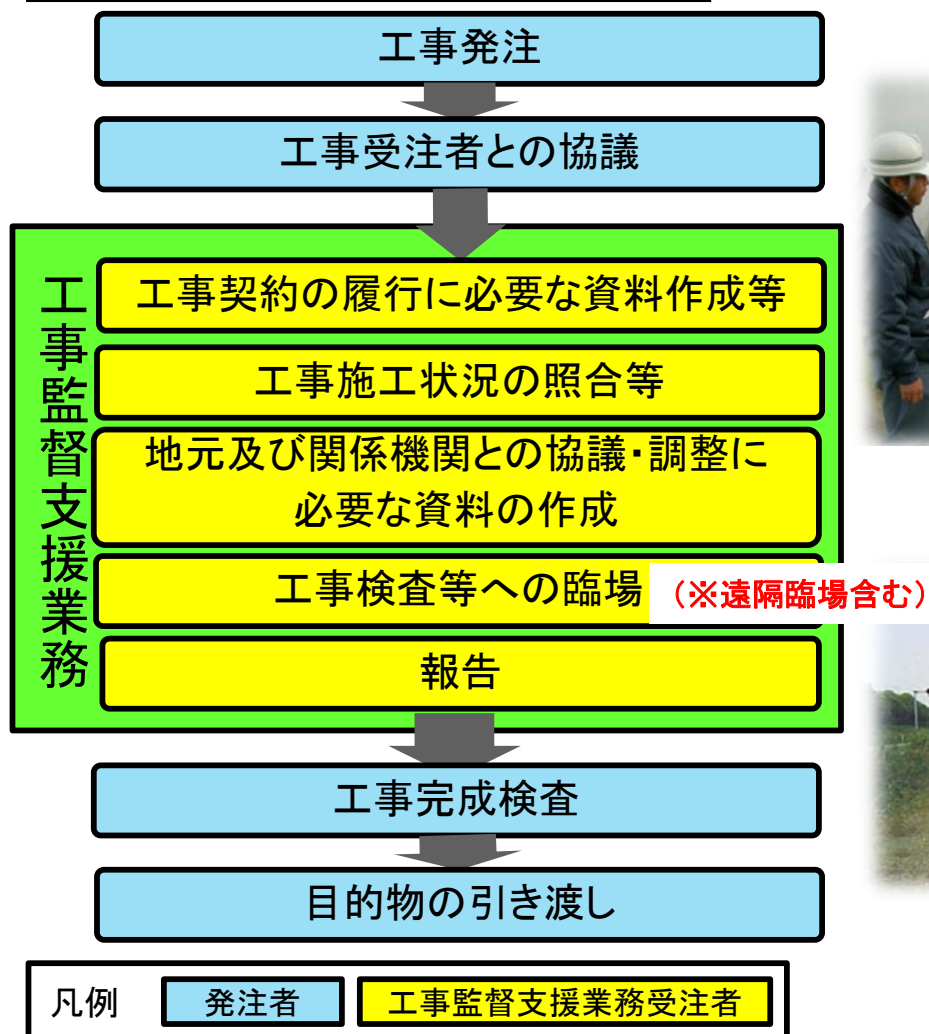 工事発注
工事受注者との協議
工事監督支援業務
工事契約の履行に必要な資料作成等
工事施工状況の照合等
地元及び関係機関との協議・調整に
必要な資料の作成
工事検査等への臨場 (※遠隔臨場含む)
報告
工事完成検査
目的物の引き渡し
凡例 発注者 工事監督支援業務受注者